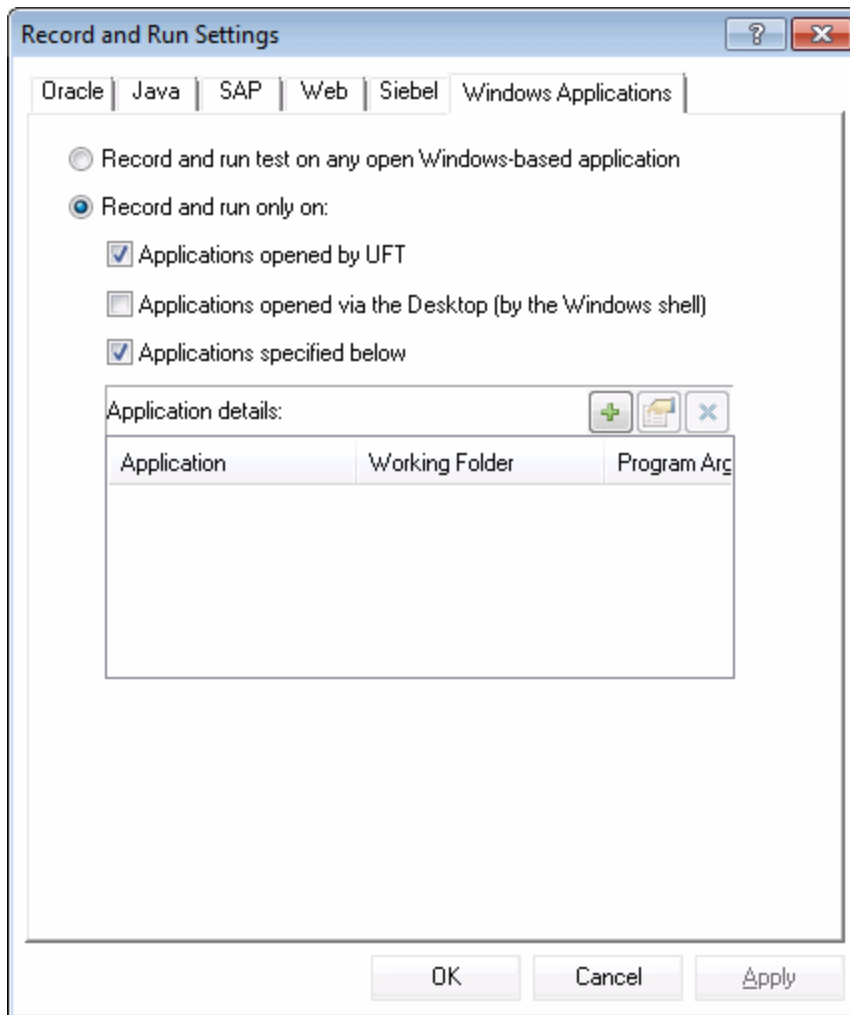 Record and Run Settings
Oracle Java SAP Web Siebel Windows Applications
Record and run test on any open Windows-based application
Record and run only on:
Applications opened by UFT
Applications opened via the Desktop (by the Windows shell)
Applications specified below
Application details:
Application Working Folder Program Arg
OK Cancel Apply